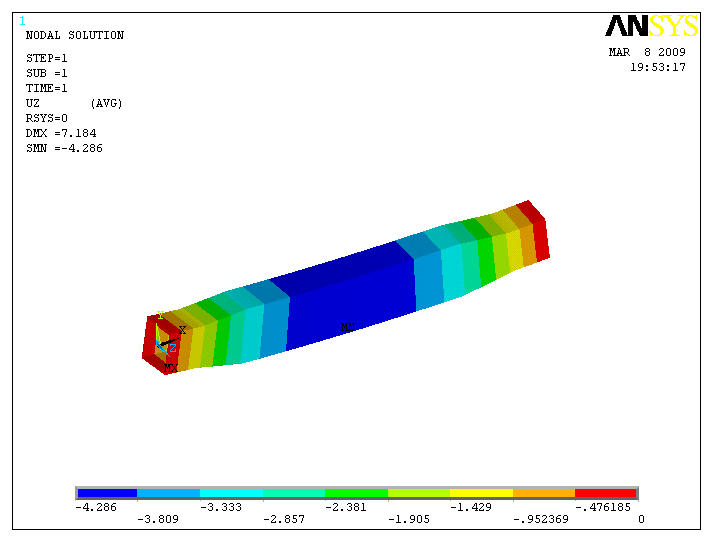 1
NODAL SOLUTION
STEP=1
SUB =1
TIME=1
UZ (AVG)
RSYS=0
DMX =7.184
SMN =-4.286
ANSYS
MAR 8 2009
19:53:17
Y
X
Z
MX
-4.286
-3.809
-3.333
-2.857
-2.381
-1.905
-1.429
-.952369
-.476185
0